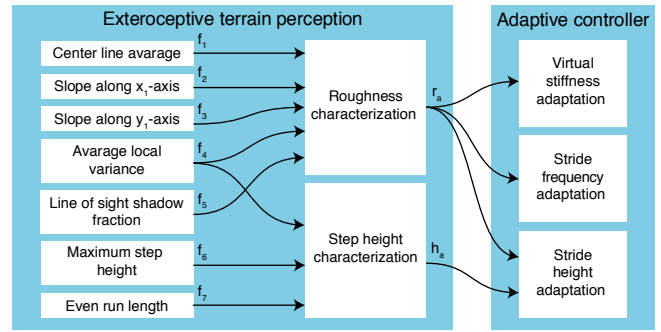 Exteroceptive terrain perception
Adaptive controller
Center line avarage
f1
Slope along x1-axis
f2
Slope along y1-axis
f3
Avarage local
variance
f4
Line of sight shadow
fraction
f5
Maximum step
height
f6
Even run length
f7
Roughness
characterization
ra
Step height
characterization
ha
Virtual
stiffness
adaptation
Stride
frequency
adaptation
Stride
height
adaptation